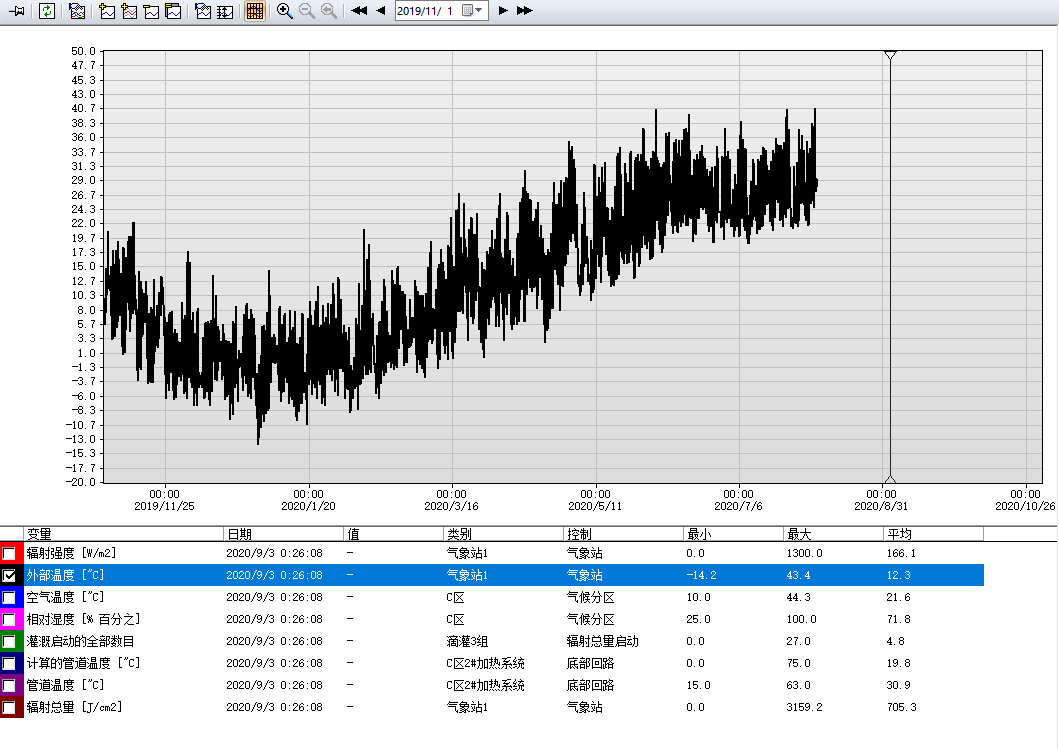 2019/11/ 1
50.0
47.7
45.3
43.0
40.7
38.3
36.0
33.7
31.3
29.0
26.7
24.3
22.0
19.7
17.3
15.0
12.7
10.3
8.0
5.7
3.3
1.0
-1.3
-3.7
-6.0
-8.3
-10.7
-13.0
-15.3
-17.7
-20.0
00:00 00:00 00:00 00:00 00:00 00:00 00:00
2019/11/25 2020/1/20 2020/3/16 2020/5/11 2020/7/6 2020/8/31 2020/10/26
变量 日期 值 类别 控制 最小 最大 平均
辐射强度 [W/m2] 2020/9/3 0:26:08 - 气象站1 气象站 0.0 1300.0 166.1
外部温度 [°C] 2020/9/3 0:26:08 - 气象站1 气象站 -14.2 43.4 12.3
空气温度 [°C] 2020/9/3 0:26:08 - C区 气候分区 10.0 44.3 21.6
相对湿度 [% 百分之] 2020/9/3 0:26:08 - C区 气候分区 25.0 100.0 71.8
灌溉启动的全部数目 2020/9/3 0:26:08 - 滴灌3组 辐射总量启动 0.0 27.0 4.8
计算的管道温度 [°C] 2020/9/3 0:26:08 - C区2#加热系统 底部回路 0.0 75.0 19.8
管道温度 [°C] 2020/9/3 0:26:08 - C区2#加热系统 底部回路 15.0 63.0 30.9
辐射总量 [J/cm2] 2020/9/3 0:26:08 - 气象站1 气象站 0.0 3159.2 705.3